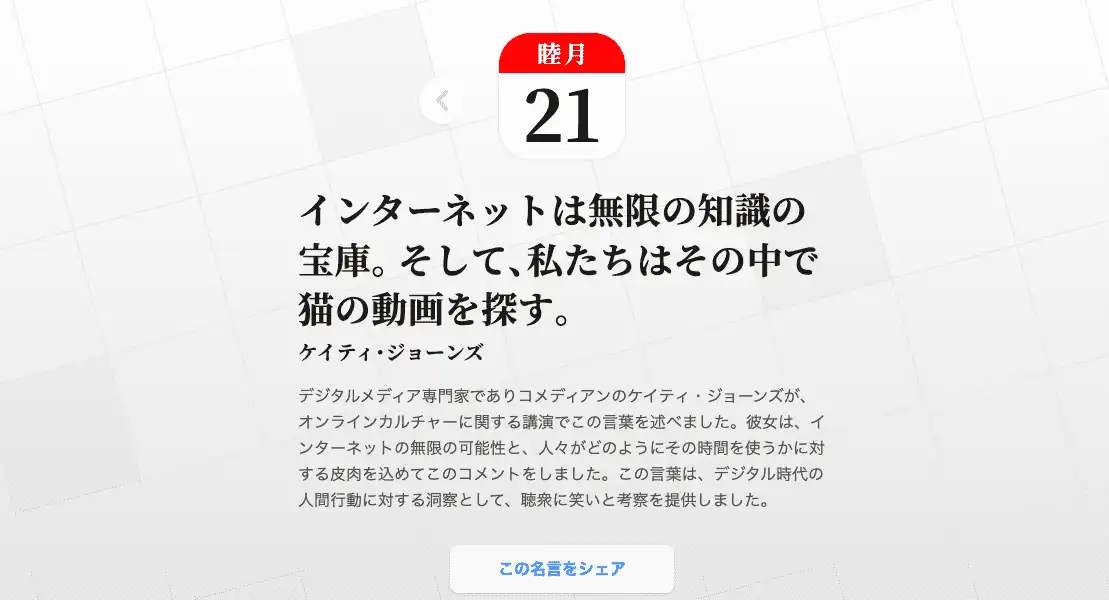 睦月
21
インターネットは無限の知識の
宝庫。そして、私たちはその中で
猫の動画を探す。
ケイティ・ジョーンズ
デジタルメディア専門家でありコメディアンのケイティ・ジョーンズが、
オンラインカルチャーに関する講演でこの言葉を述べました。彼女は、イ
ンターネットの無限の可能性と、人々がどのようにその時間を使うかに対
する皮肉を込めてこのコメントをしました。この言葉は、デジタル時代の
人間行動に対する洞察として、聴衆に笑いと考察を提供しました。
この名言をシェア